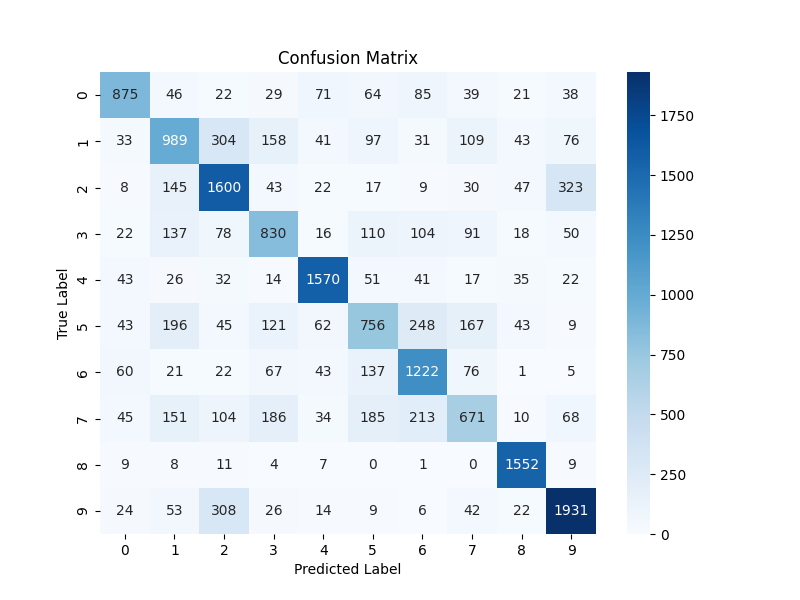 Confusion Matrix
0 875 46 22 29 71 64 85 39 21 38
1 33 989 304 158 41 97 31 109 43 76
2 8 145 1600 43 22 17 9 30 47 323
3 22 137 78 830 16 110 104 91 18 50
4 43 26 32 14 1570 51 41 17 35 22
5 43 196 45 121 62 756 248 167 43 9
6 60 21 22 67 43 137 1222 76 1 5
7 45 151 104 186 34 185 213 671 10 68
8 9 8 11 4 7 0 1 0 1552 9
9 24 53 308 26 14 9 6 42 22 1931
0 1 2 3 4 5 6 7 8 9
Predicted Label
True Label
1750
1500
1250
1000
750
500
250
0